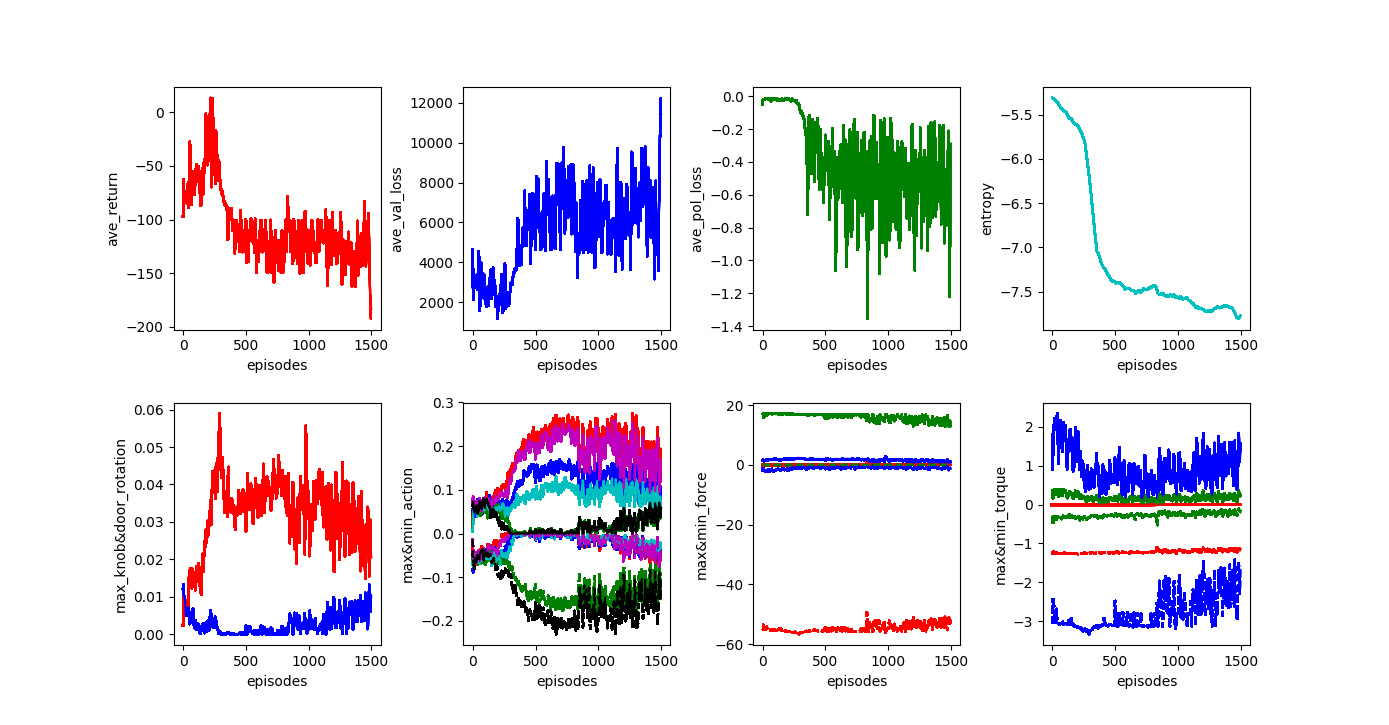 ave_return
0
−50
−100
−150
−200
0 500 1000 1500
episodes
ave_val_loss
12000
10000
8000
6000
4000
2000
0 500 1000 1500
episodes
ave_pol_loss
0.0
−0.2
−0.4
−0.6
−0.8
−1.0
−1.2
−1.4
0 500 1000 1500
episodes
entropy
−5.5
−6.0
−6.5
−7.0
−7.5
0 500 1000 1500
episodes
max_knob&door_rotation
0.06
0.05
0.04
0.03
0.02
0.01
0.00
0 500 1000 1500
episodes
max&min_action
0.3
0.2
0.1
0.0
−0.1
−0.2
0 500 1000 1500
episodes
max&min_force
20
0
−20
−40
−60
0 500 1000 1500
episodes
max&min_torque
2
1
0
−1
−2
−3
0 500 1000 1500
episodes